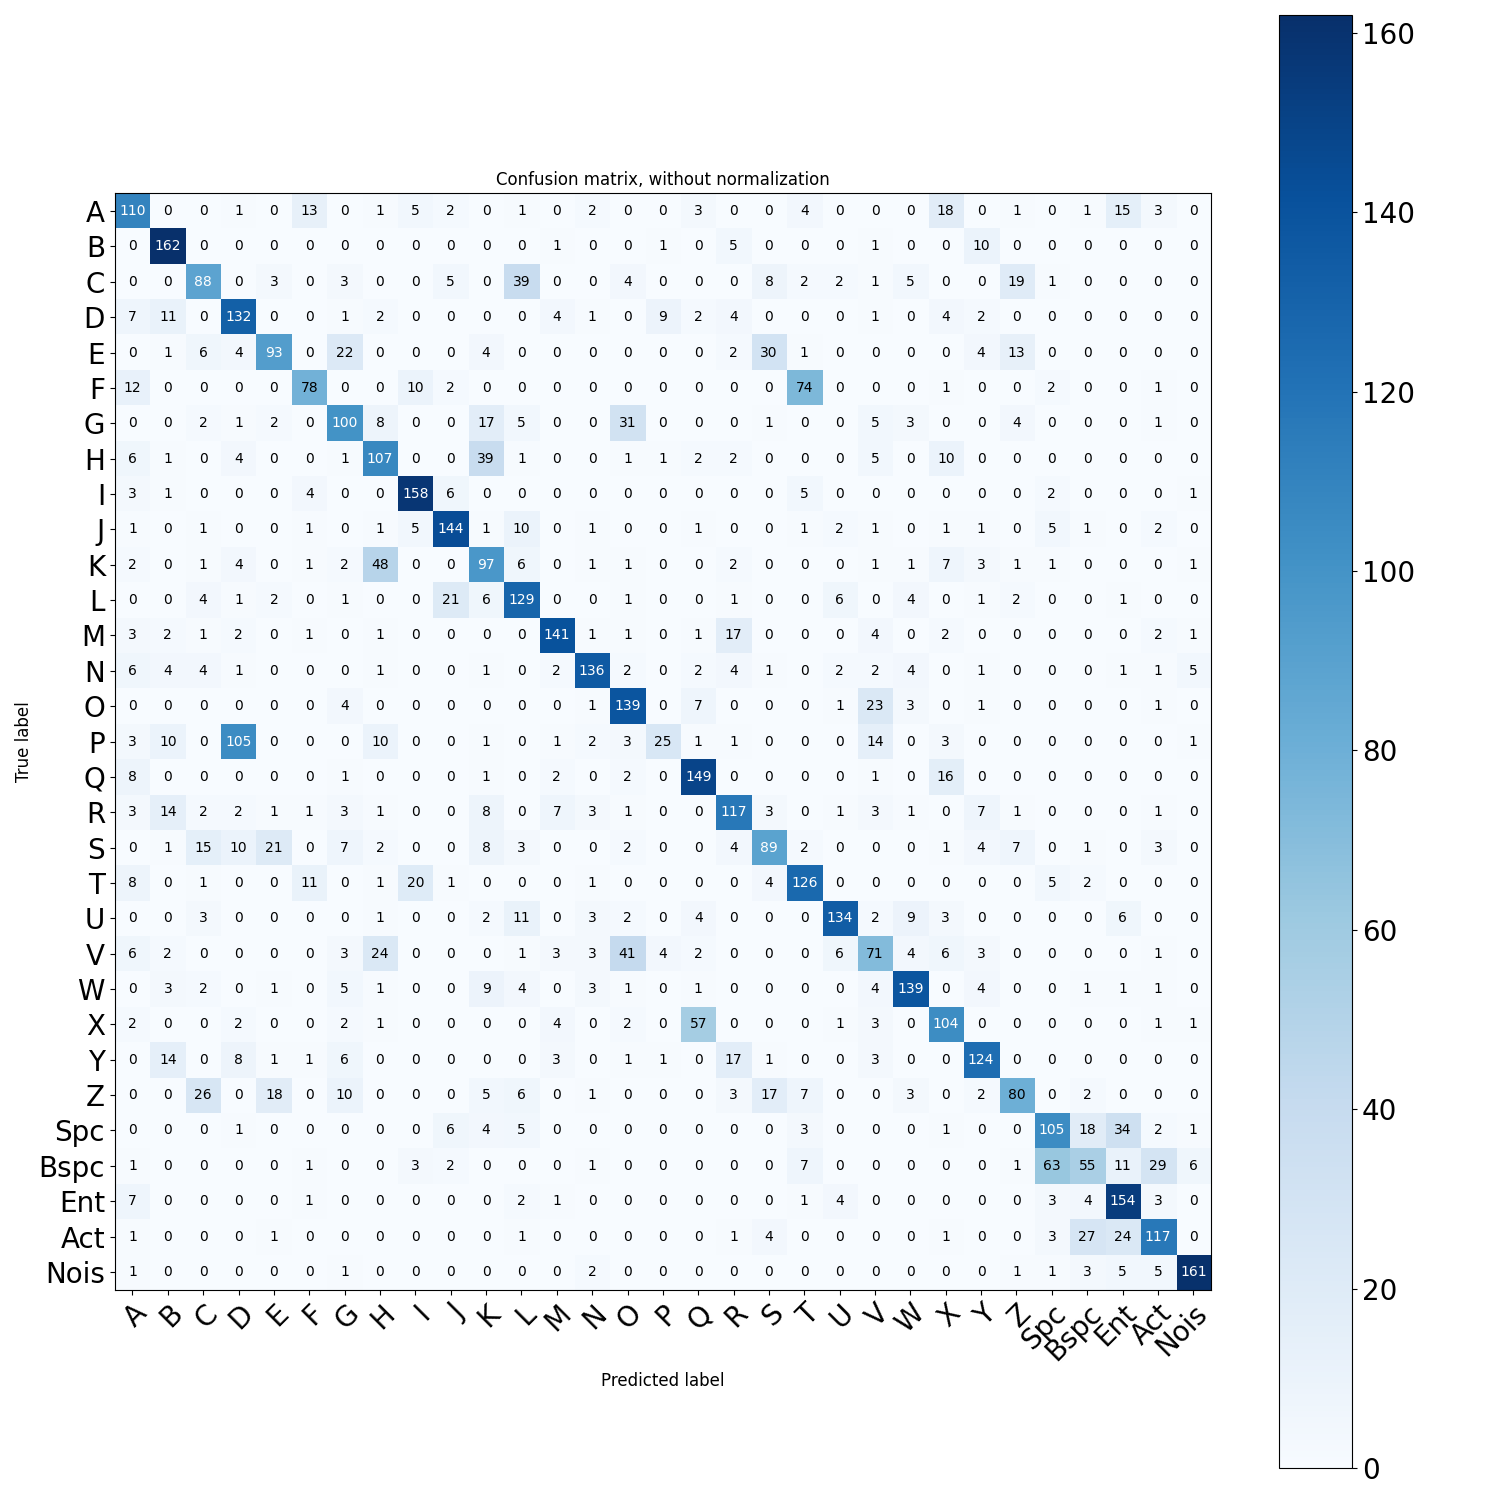 Confusion matrix, without normalization
A 110 0 0 1 0 13 0 1 5 2 0 1 0 2 0 0 3 0 0 4 0 0 0 18 0 1 0 1 15 3 0
B 0 162 0 0 0 0 0 0 0 0 0 0 1 0 0 1 0 5 0 0 0 1 0 0 10 0 0 0 0 0 0
C 0 0 88 0 3 0 3 0 0 5 0 39 0 0 4 0 0 0 8 2 2 1 5 0 0 19 1 0 0 0 0
D 7 11 0 132 0 0 1 2 0 0 0 0 4 1 0 9 2 4 0 0 0 1 0 4 2 0 0 0 0 0 0
E 0 1 6 4 93 0 22 0 0 0 4 0 0 0 0 0 0 2 30 1 0 0 0 0 4 13 0 0 0 0 0
F 12 0 0 0 0 78 0 0 10 2 0 0 0 0 0 0 0 0 0 74 0 0 0 1 0 0 2 0 0 1 0
G 0 0 2 1 2 0 100 8 0 0 17 5 0 0 31 0 0 0 1 0 0 5 3 0 0 4 0 0 0 1 0
H 6 1 0 4 0 0 1 107 0 0 39 1 0 0 1 1 2 2 0 0 0 5 0 10 0 0 0 0 0 0 0
I 3 1 0 0 0 4 0 0 158 6 0 0 0 0 0 0 0 0 0 5 0 0 0 0 0 0 2 0 0 0 1
J 1 0 1 0 0 1 0 1 5 144 1 10 0 1 0 0 1 0 0 1 2 1 0 1 1 0 5 1 0 2 0
K 2 0 1 4 0 1 2 48 0 0 97 6 0 1 1 0 0 2 0 0 0 1 1 7 3 1 1 0 0 0 1
L 0 0 4 1 2 0 1 0 0 21 6 129 0 0 1 0 0 1 0 0 6 0 4 0 1 2 0 0 1 0 0
M 3 2 1 2 0 1 0 1 0 0 0 0 141 1 1 0 1 17 0 0 0 4 0 2 0 0 0 0 0 2 1
N 6 4 4 1 0 0 0 1 0 0 1 0 2 136 2 0 2 4 1 0 2 2 4 0 1 0 0 0 1 1 5
O 0 0 0 0 0 0 4 0 0 0 0 0 0 1 139 0 7 0 0 0 1 23 3 0 1 0 0 0 0 1 0
P 3 10 0 105 0 0 0 10 0 0 1 0 1 2 3 25 1 1 0 0 0 14 0 3 0 0 0 0 0 0 1
Q 8 0 0 0 0 0 1 0 0 0 1 0 2 0 2 0 149 0 0 0 0 1 0 16 0 0 0 0 0 0 0
R 3 14 2 2 1 1 3 1 0 0 8 0 7 3 1 0 0 117 3 0 1 3 1 0 7 1 0 0 0 1 0
S 0 1 15 10 21 0 7 2 0 0 8 3 0 0 2 0 0 4 89 2 0 0 0 1 4 7 0 1 0 3 0
T 8 0 1 0 0 11 0 1 20 1 0 0 0 1 0 0 0 0 4 126 0 0 0 0 0 0 5 2 0 0 0
U 0 0 3 0 0 0 0 1 0 0 2 11 0 3 2 0 4 0 0 0 134 2 9 3 0 0 0 0 6 0 0
V 6 2 0 0 0 0 3 24 0 0 0 1 3 3 41 4 2 0 0 0 6 71 4 6 3 0 0 0 0 1 0
W 0 3 2 0 1 0 5 1 0 0 9 4 0 3 1 0 1 0 0 0 0 4 139 0 4 0 0 1 1 1 0
X 2 0 0 2 0 0 2 1 0 0 0 0 4 0 2 0 57 0 0 0 1 3 0 104 0 0 0 0 0 1 1
Y 0 14 0 8 1 1 6 0 0 0 0 0 3 0 1 1 0 17 1 0 0 3 0 0 124 0 0 0 0 0 0
Z 0 0 26 0 18 0 10 0 0 0 5 6 0 1 0 0 0 3 17 7 0 0 3 0 2 80 0 2 0 0 0
Spc 0 0 0 1 0 0 0 0 0 6 4 5 0 0 0 0 0 0 0 3 0 0 0 1 0 0 105 18 34 2 1
Bspc 1 0 0 0 0 1 0 0 3 2 0 0 0 1 0 0 0 0 0 7 0 0 0 0 0 1 63 55 11 29 6
Ent 7 0 0 0 0 1 0 0 0 0 0 2 1 0 0 0 0 0 0 1 4 0 0 0 0 0 3 4 154 3 0
Act 1 0 0 0 1 0 0 0 0 0 0 1 0 0 0 0 0 1 4 0 0 0 0 1 0 0 3 27 24 117 0
Nois 1 0 0 0 0 0 1 0 0 0 0 0 0 2 0 0 0 0 0 0 0 0 0 0 0 1 1 3 5 5 161
A B C D E F G H I J K L M N O P Q R S T U V W X Y Z Spc Bspc Ent Act Nois
True label
Predicted label
160
140
120
100
80
60
40
20
0